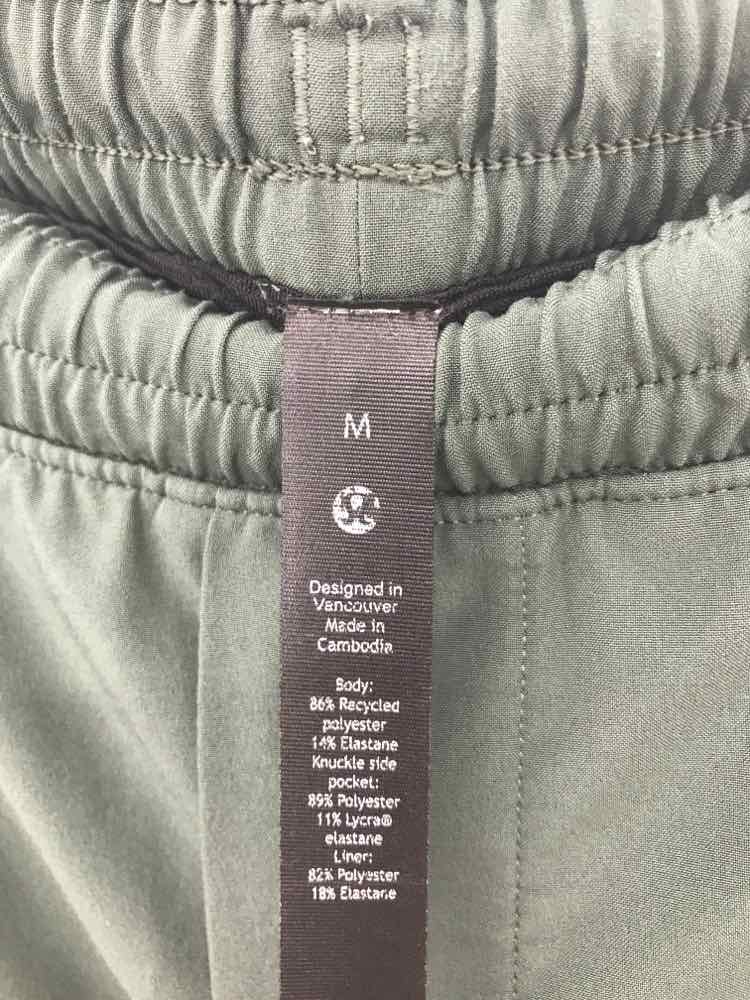 M
Designed in
Vancouver
Made in
Cambodia
Body:
86% Recycled
polyester
14% Elastane
Knuckle side
pocket:
89% Polyester
11% Lycra®
elastane
Liner:
82% Polyester
18% Elastane